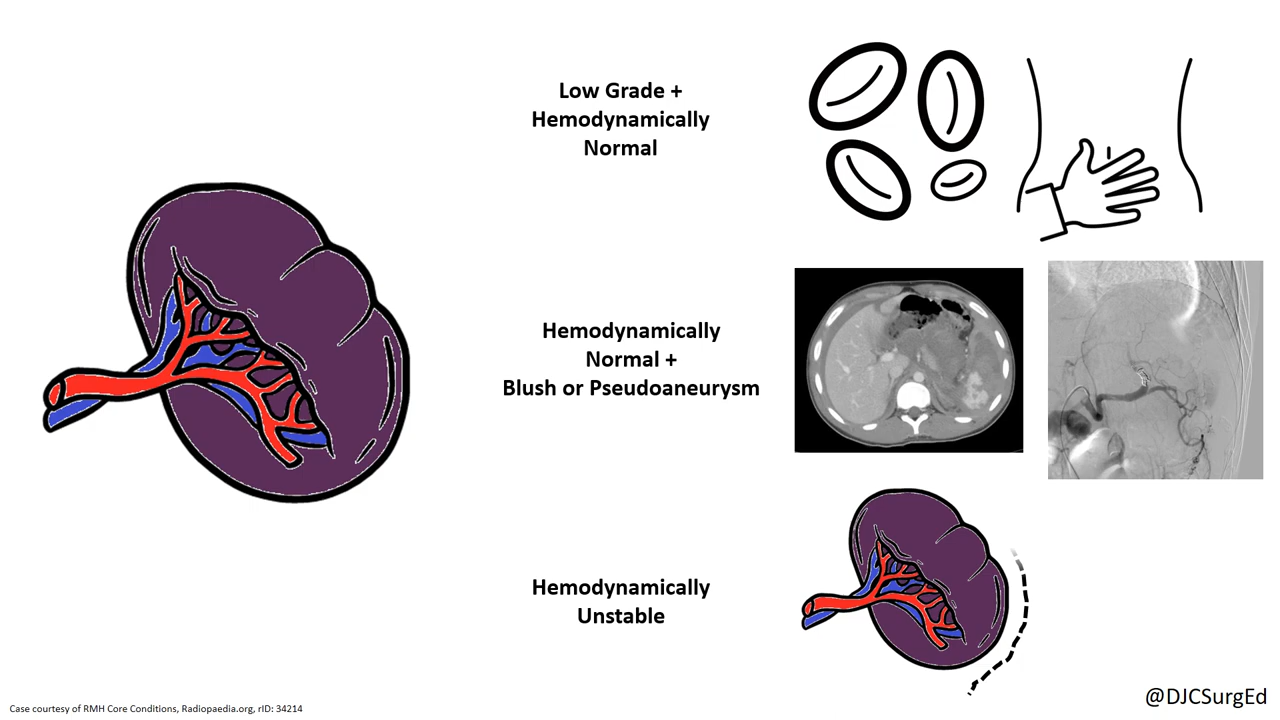 Low Grade +
Hemodynamically
Normal
Hemodynamically
Normal +
Blush or Pseudoaneurysm
Hemodynamically
Unstable
Case courtesy of RMH Core Conditions, Radiopaedia.org, rID: 34214
@DJCSurgEd